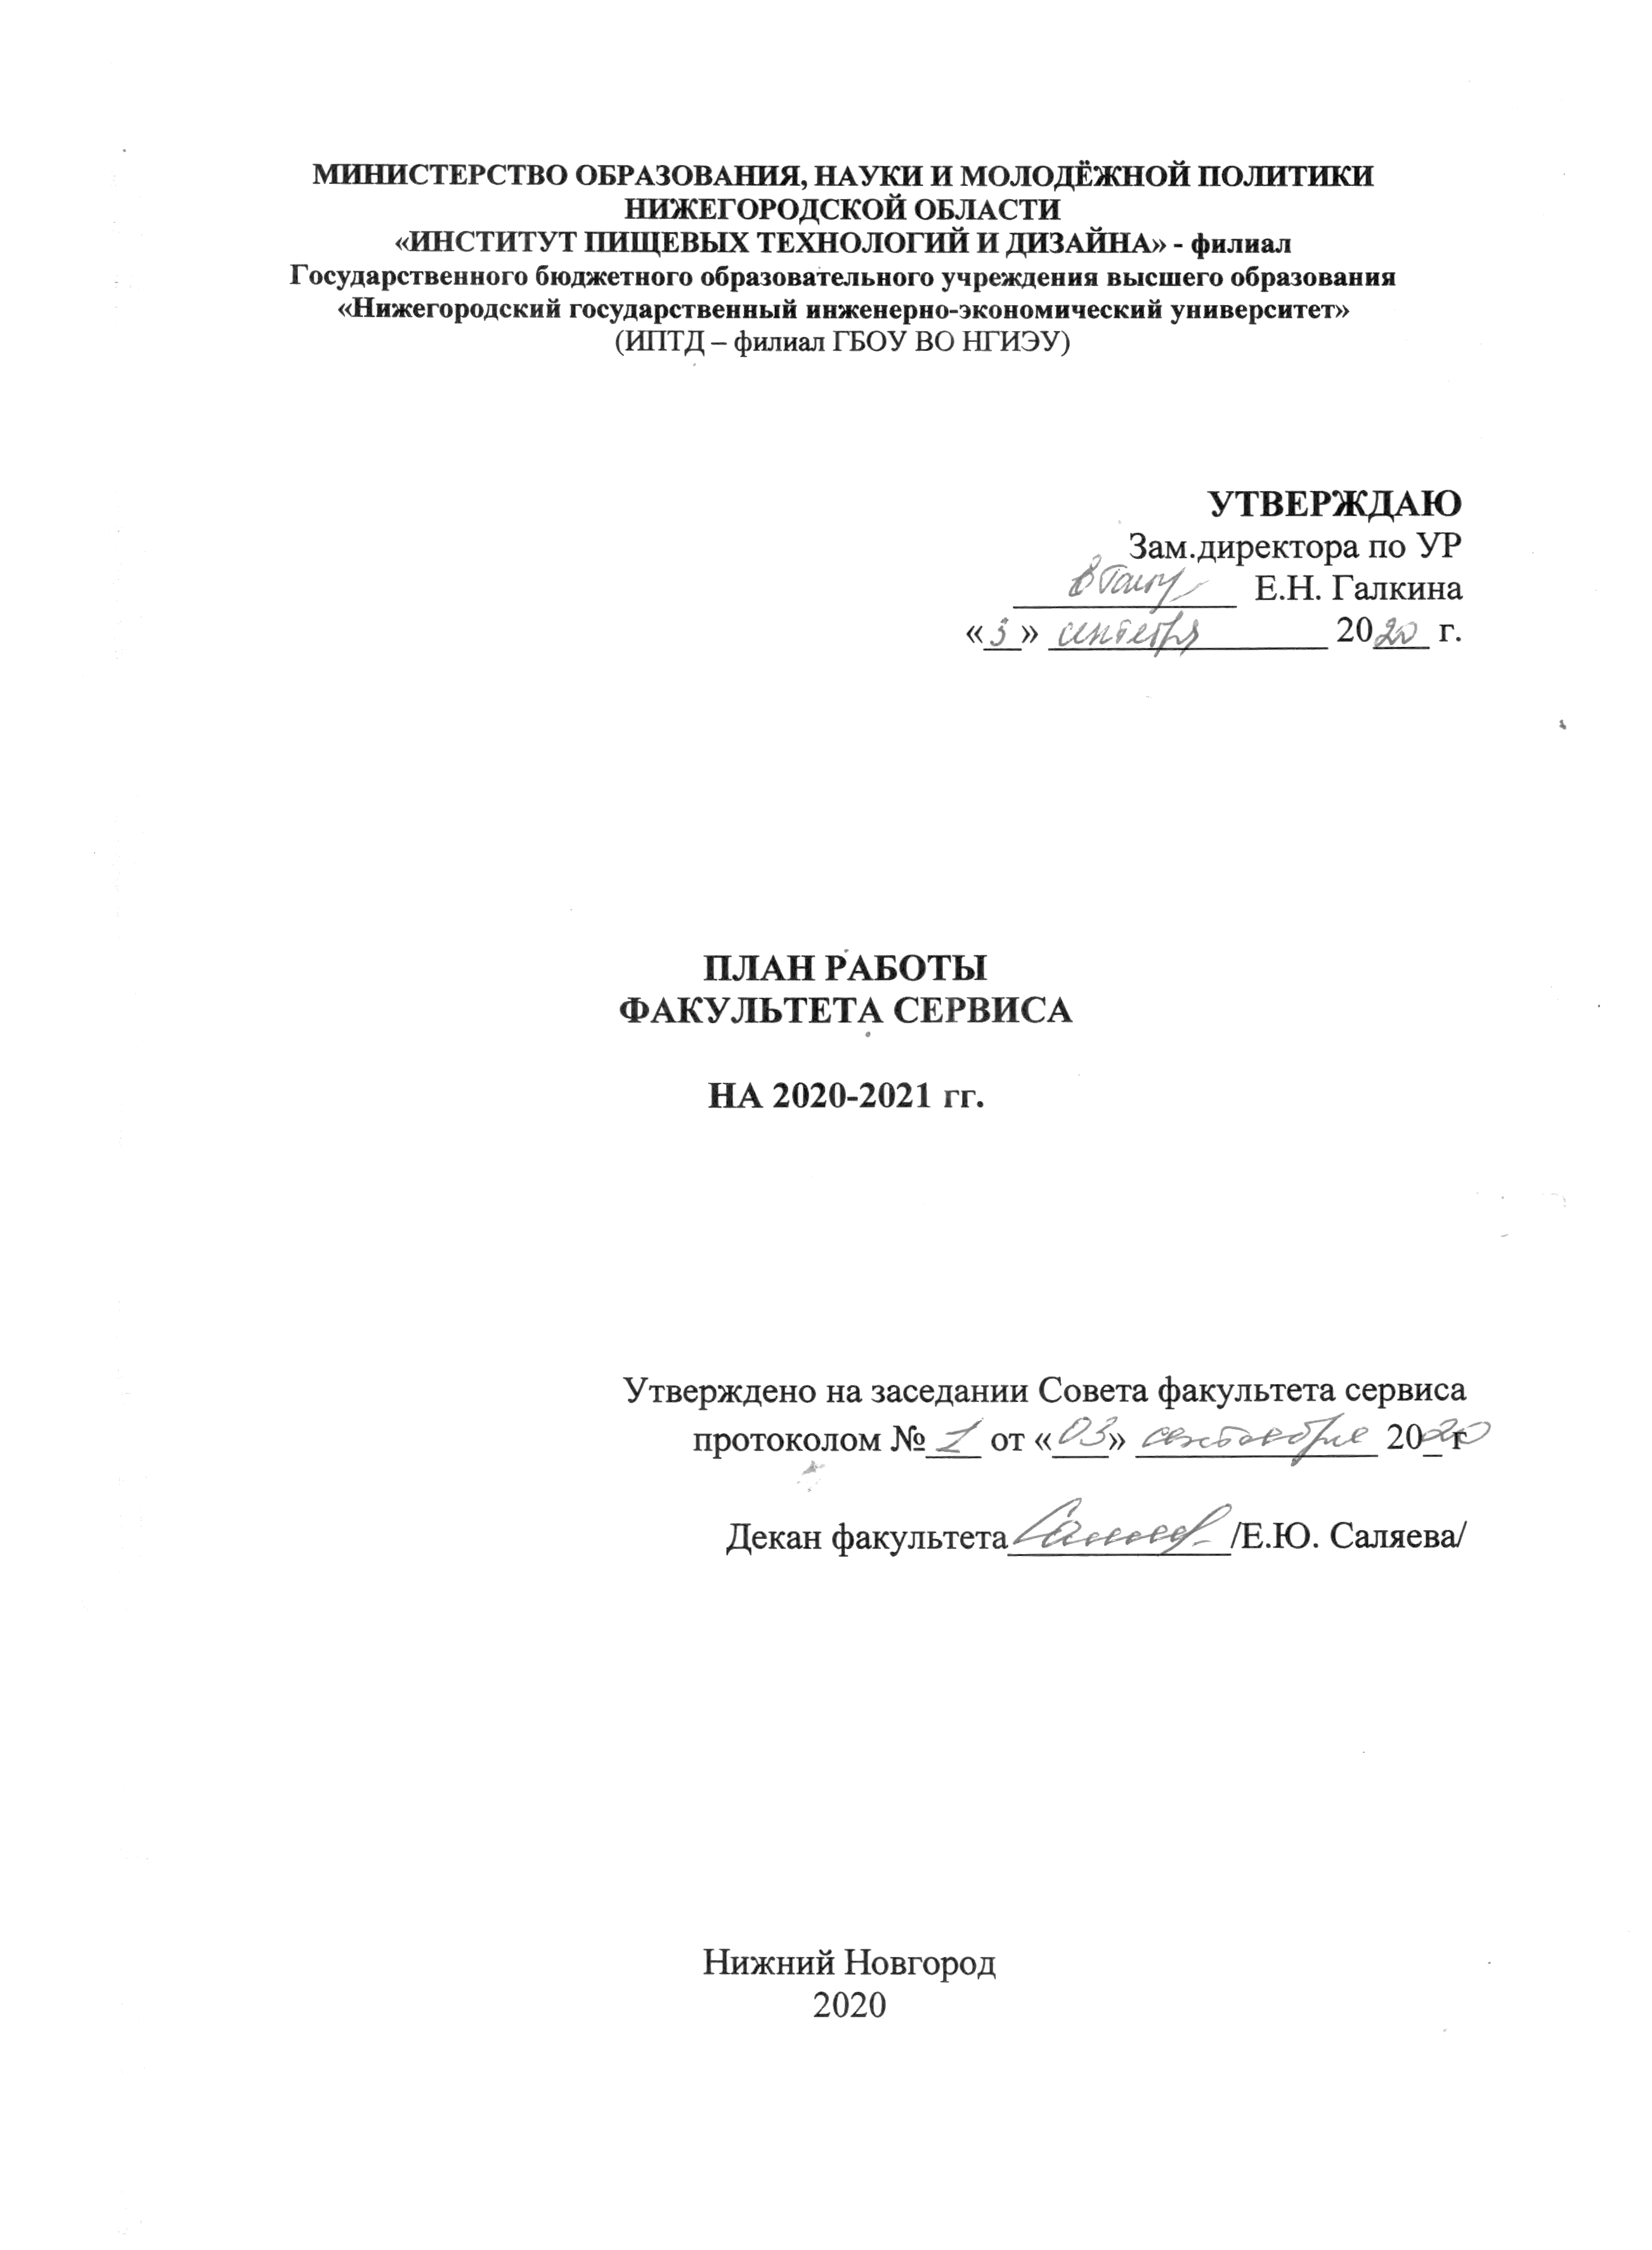 МИНИСТЕРСТВО ОБРАЗОВАНИЯ, НАУКИ И МОЛОДЁЖНОЙ ПОЛИТИКИ
НИЖЕГОРОДСКОЙ ОБЛАСТИ
«ИНСТИТУТ ПИЩЕВЫХ ТЕХНОЛОГИЙ И ДИЗАЙНА» - филиал
Государственного бюджетного образовательного учреждения высшего образования
«Нижегородский государственный инженерно-экономический университет»
(ИПТД – филиал ГБОУ ВО НГИЭУ)
УТВЕРЖДАЮ
Зам.директора по УР
Е.Н. Галкина
«3» сентября 2020 г.
ПЛАН РАБОТЫ
ФАКУЛЬТЕТА СЕРВИСА
НА 2020-2021 гг.
Утверждено на заседании Совета факультета сервиса
протоколом № 1 от «03» сентября 2020 г
Декан факультета /Е.Ю. Саляева/
Нижний Новгород
2020